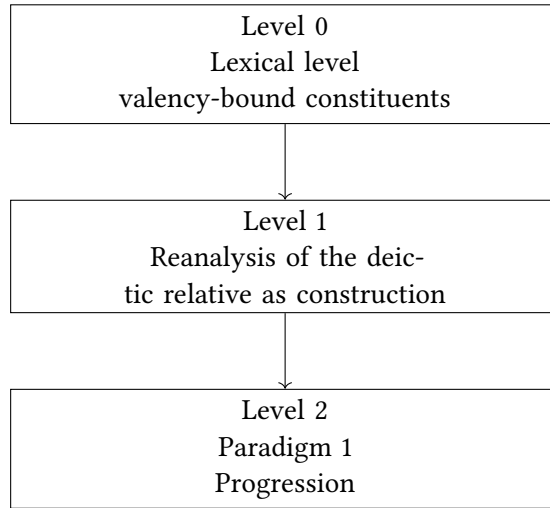 Level 0
Lexical level
valency-bound constituents
Level 1
Reanalysis of the deic-
tic relative as construction
Level 2
Paradigm 1
Progression